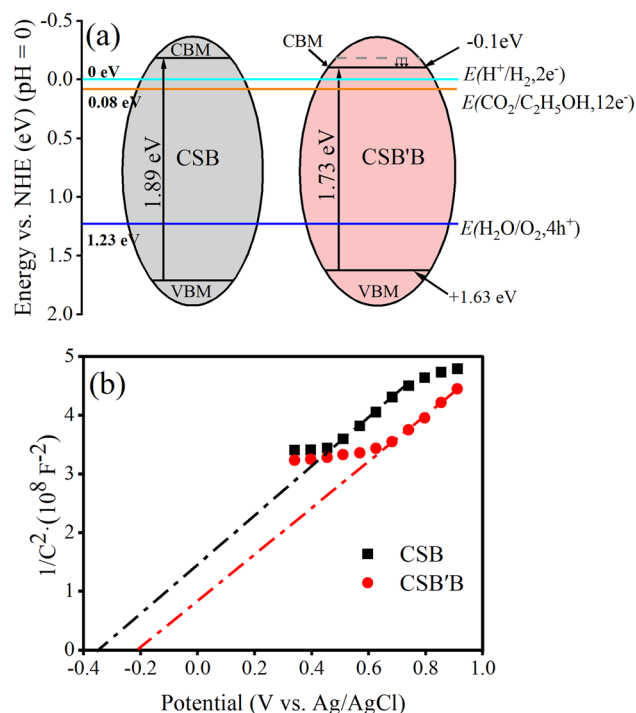 (a)
-0.5
0.0
0.5
1.0
1.5
2.0
Energy vs. NHE (eV) (pH = 0)
0 eV
0.08 eV
1.23 eV
CBM
CSB
1.89 eV
VBM
CBM
CSB'B
1.73 eV
VBM
-0.1eV
E(H⁺/H₂,2e⁻)
E(CO₂/C₂H₅OH,12e⁻)
E(H₂O/O₂,4h⁺)
+1.63 eV
(b)
5
4
3
2
1
0
1/C²·(10⁸ F⁻²)
CSB
CSB'B
-0.4 -0.2 0.0 0.2 0.4 0.6 0.8 1.0
Potential (V vs. Ag/AgCl)